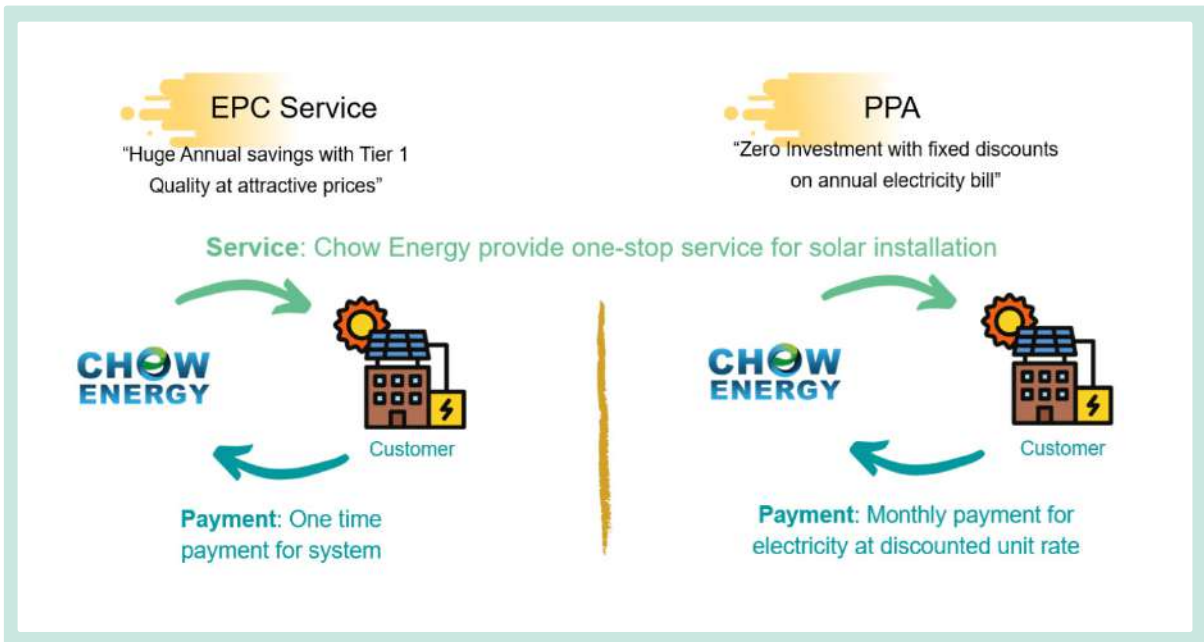 EPC Service
“Huge Annual savings with Tier 1
Quality at attractive prices”
PPA
“Zero Investment with fixed discounts
on annual electricity bill”
Service: Chow Energy provide one-stop service for solar installation
CHOW
ENERGY
Customer
Payment: One time
payment for system
CHOW
ENERGY
Customer
Payment: Monthly payment for
electricity at discounted unit rate